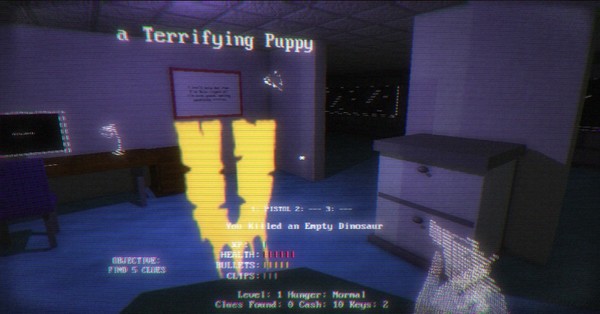 a Terrifying Puppy
1: PISTOL 2: --- 3: ---
You Killed an Empty Dinosaur
HEALTH:
OBJECTIVE:
FIND 5 CLUES
BULLETS:
CLIPS:
Level: 1 Hunger: Normal
Clues Found: 0 Cash: 10 Keys: 2